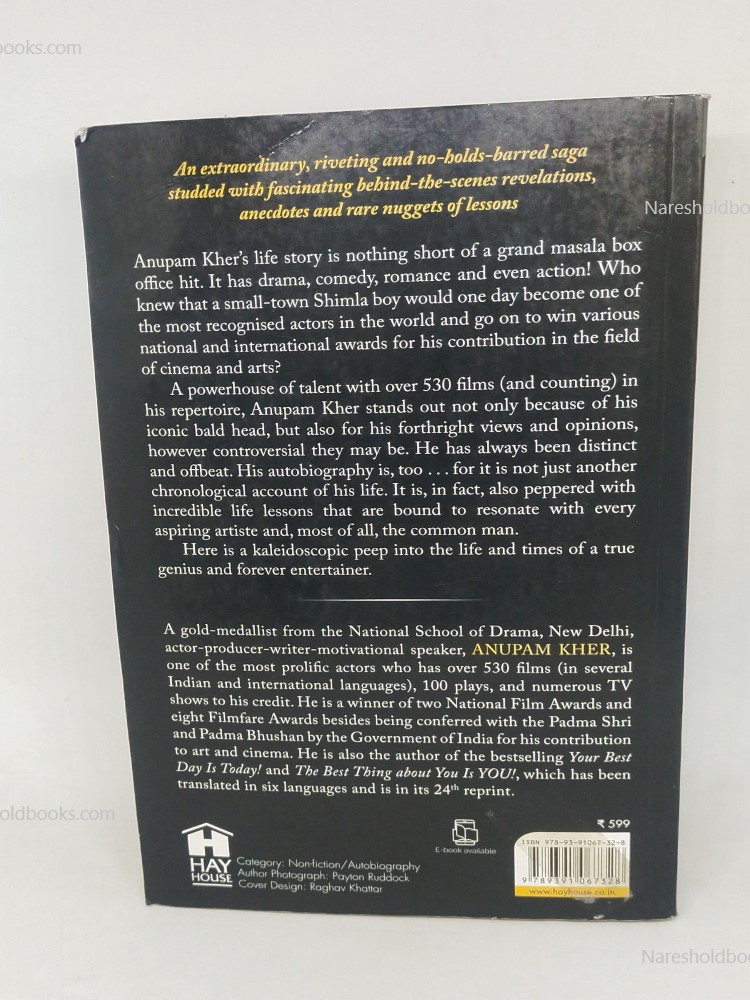 books.com
Naresholdboo
An extraordinary, riveting and no-holds-barred saga
studded with fascinating behind-the-scenes revelations,
anecdotes and rare nuggets of lessons
Anupam Kher's life story is nothing short of a grand masala box
office hit. It has drama, comedy, romance and even action! Who
knew that a small-town Shimla boy would one day become one of
the most recognised actors in the world and go on to win various
national and international awards for his contribution in the field
of cinema and arts?
A powerhouse of talent with over 530 films (and counting) in
his repertoire, Anupam Kher stands out not only because of his
iconic bald head, but also for his forthright views and opinions,
however controversial they may be. He has always been distinct
and offbeat. His autobiography is, too . . . for it is not just another
chronological account of his life. It is, in fact, also peppered with
incredible life lessons that are bound to resonate with every
aspiring artiste and, most of all, the common man.
Here is a kaleidoscopic peep into the life and times of a true
genius and forever entertainer.
A gold-medallist from the National School of Drama, New Delhi,
actor-producer-writer-motivational speaker, ANUPAM KHER, is
one of the most prolific actors who has over 530 films (in several
Indian and international languages), 100 plays, and numerous TV
shows to his credit. He is a winner of two National Film Awards and
eight Filmfare Awards besides being conferred with the Padma Shri
and Padma Bhushan by the Government of India for his contribution
to art and cinema. He is also the author of the bestselling Your Best
Day Is Today! and The Best Thing about You Is YOU!, which has been
translated in six languages and is in its 24th reprint.
oldbooks.com
HAY
HOUSE
Category: Non-fiction/Autobiography
Author Photograph: Payton Ruddock
Cover Design: Raghav Khattar
E-book available
₹ 599
ISBN 978-93-91067-32-8
9 789391 067328
www.hayhouse.co.in
Naresholdboo